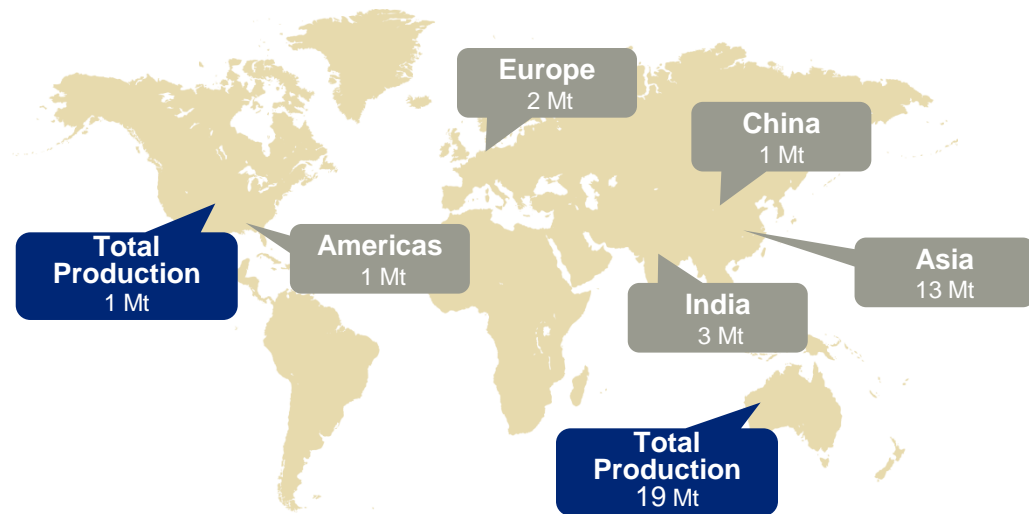 Europe
2 Mt
China
1 Mt
Total
Production
1 Mt
Americas
1 Mt
Asia
13 Mt
India
3 Mt
Total
Production
19 Mt